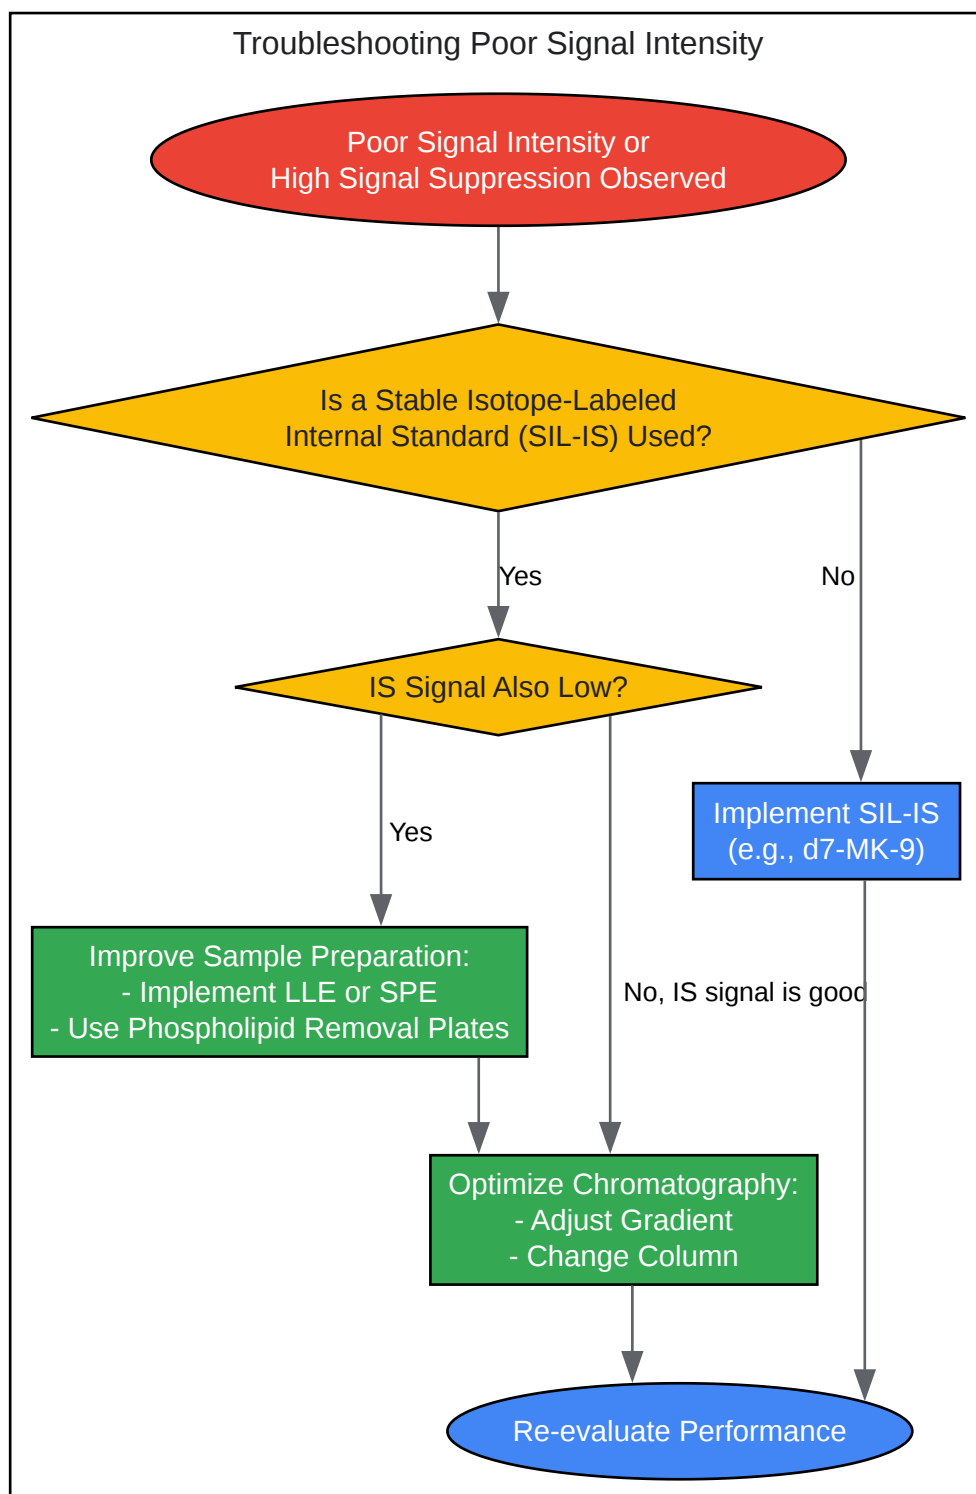 Troubleshooting Poor Signal Intensity
Poor Signal Intensity or
High Signal Suppression Observed
Is a Stable Isotope-Labeled
Internal Standard (SIL-IS) Used?
Yes
No
IS Signal Also Low?
Implement SIL-IS
(e.g., d7-MK-9)
Yes
Improve Sample Preparation:
- Implement LLE or SPE
- Use Phospholipid Removal Plates
No, IS signal is good
Optimize Chromatography:
- Adjust Gradient
- Change Column
Re-evaluate Performance